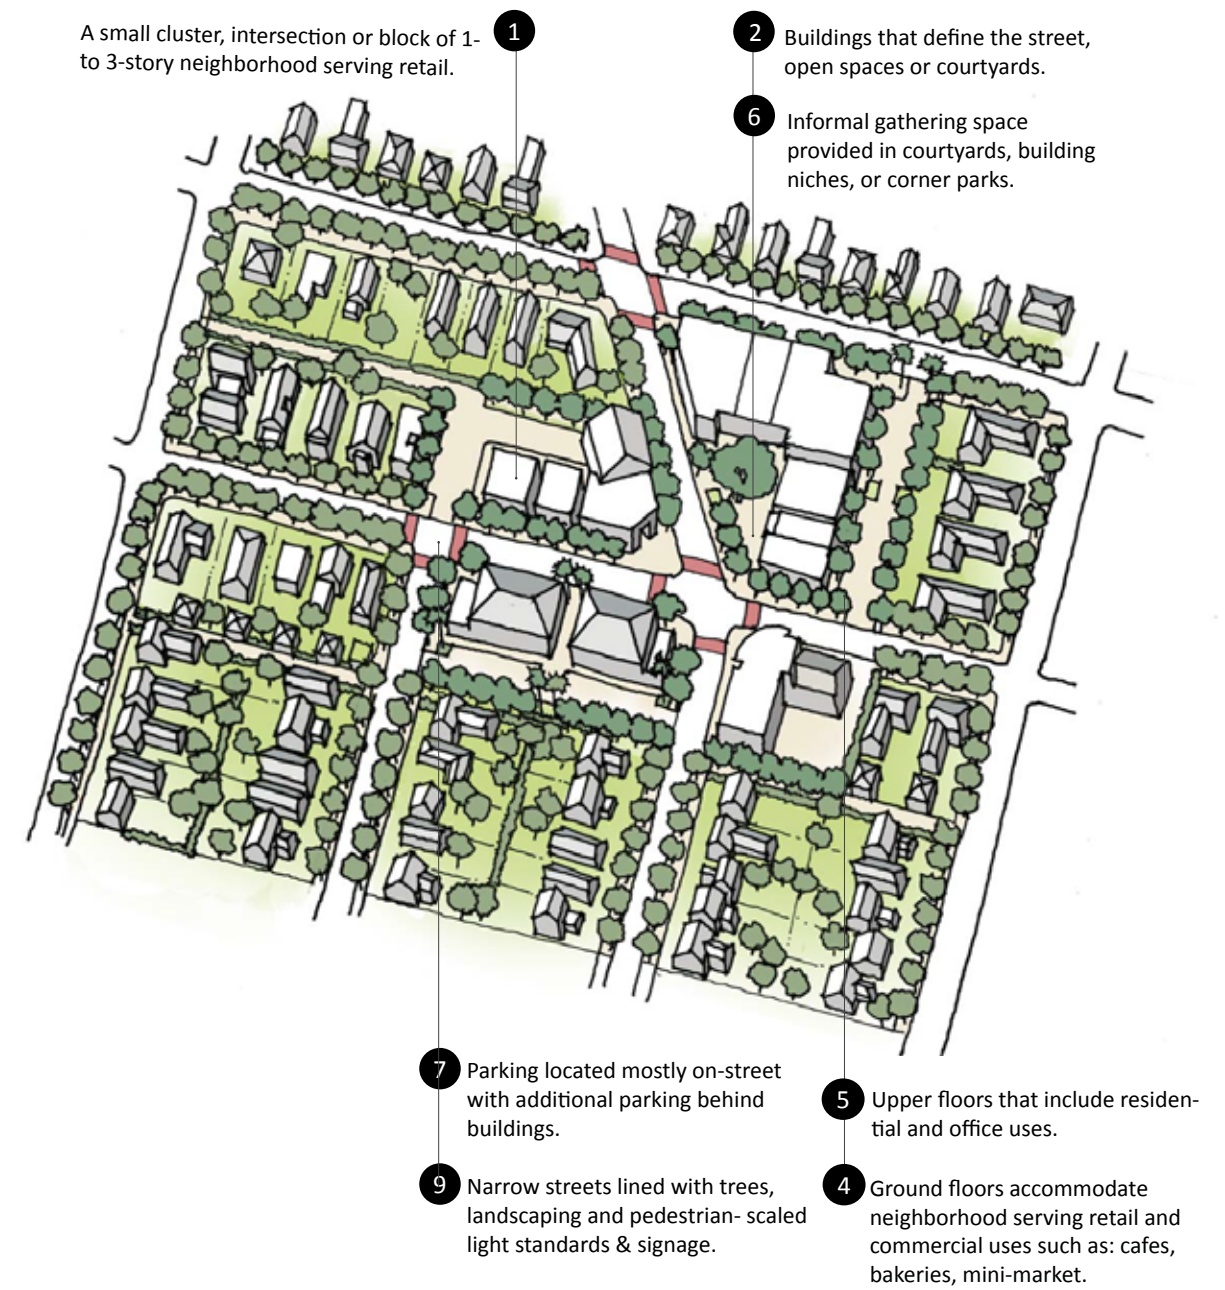 1
A small cluster, intersection or block of 1-
to 3-story neighborhood serving retail.
2
Buildings that define the street,
open spaces or courtyards.
6
Informal gathering space
provided in courtyards, building
niches, or corner parks.
7
Parking located mostly on-street
with additional parking behind
buildings.
9
Narrow streets lined with trees,
landscaping and pedestrian- scaled
light standards & signage.
5
Upper floors that include residen-
tial and office uses.
4
Ground floors accommodate
neighborhood serving retail and
commercial uses such as: cafes,
bakeries, mini-market.